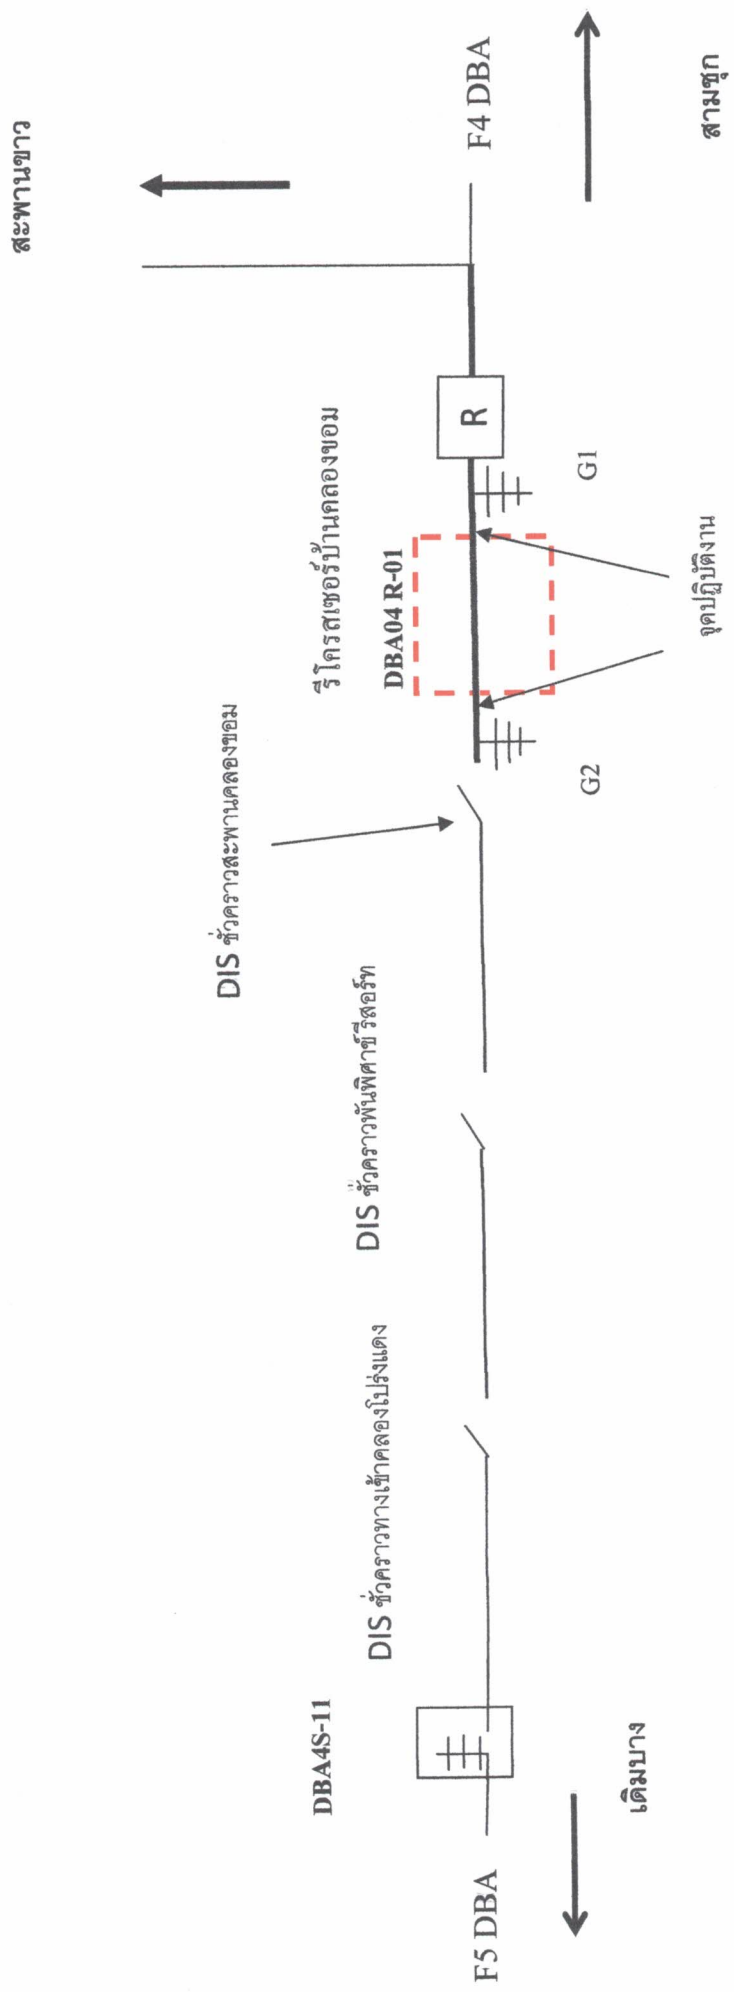 สะพานขาว
F4 DBA
สามชุก
รีโครสเซอร์บ้านคลองขอม
DBA04 R-01
R
G1
จุดปฏิบัติงาน
G2
DIS ชั่วคราวสะพานคลองขอม
DIS ชั่วคราวพันพิศาข์ รีสอร์ท
DIS ชั่วคราวทางเข้าคลองโปร่งแดง
DBA4S-11
F5 DBA
เดิมบาง